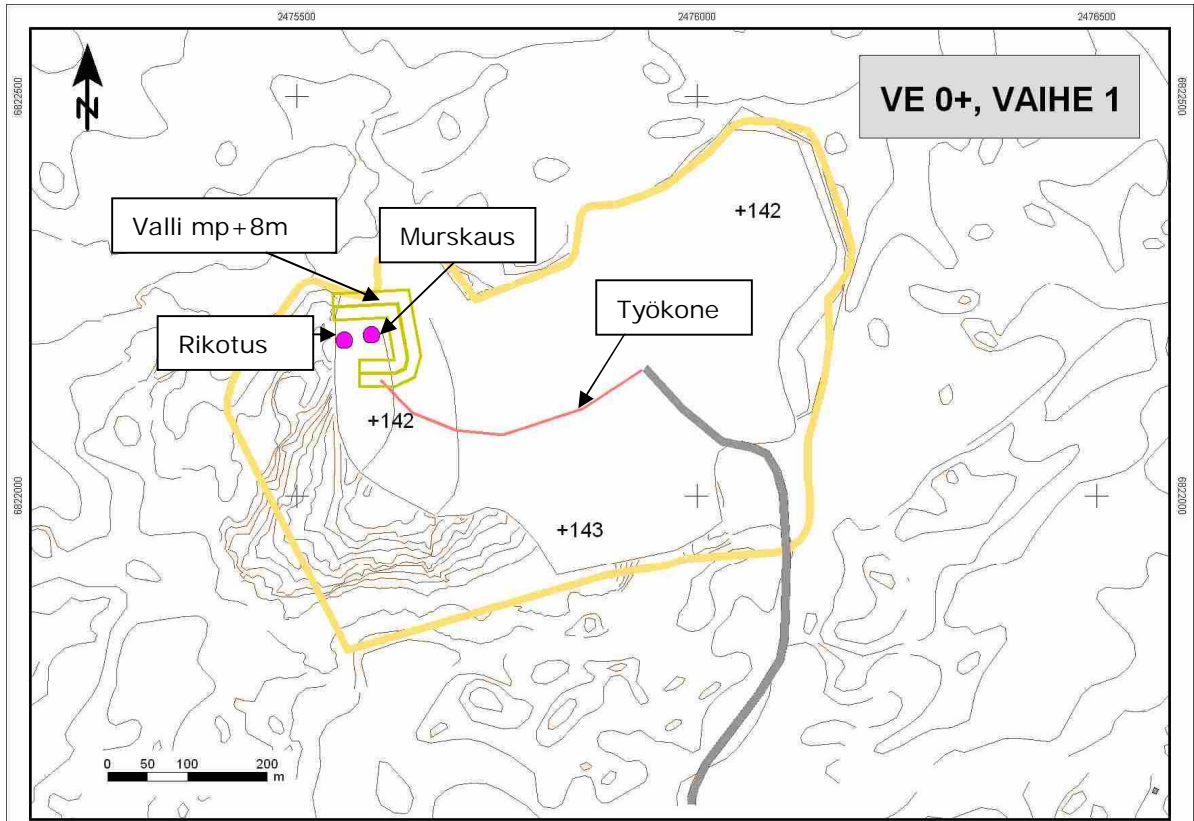 2475500 2476000 2476500
6822500 6822500
N
VE 0+, VAIHE 1
+142
Valli mp+8m
Murskaus
Työkone
Rikotus
+142
6822000 6822000
+143
0 50 100 200
m